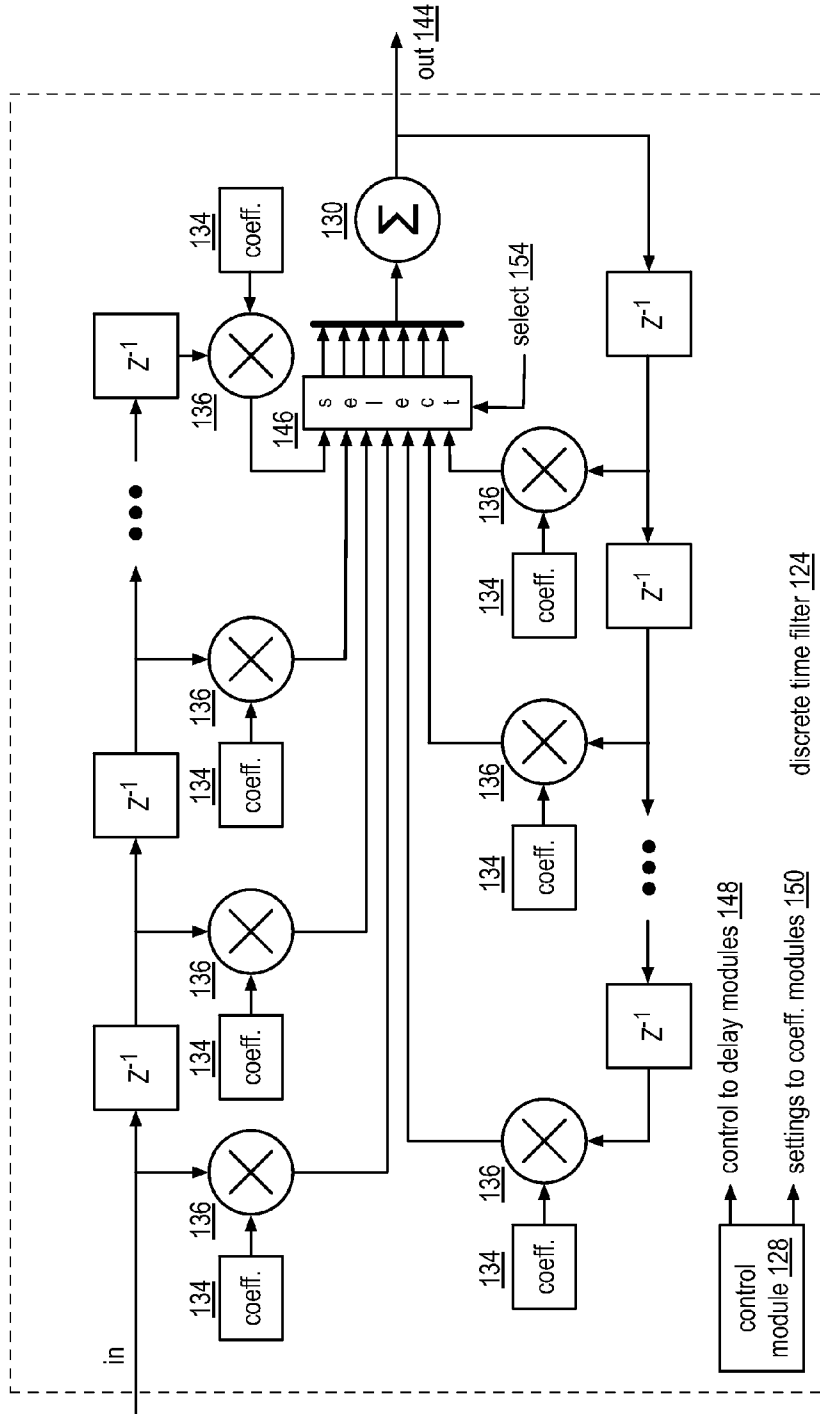 in
Z-1
Z-1
Z-1
134
coeff.
136
134
coeff.
136
134
coeff.
136
134
coeff.
136
146
select
130
Σ
out 144
select 154
134
coeff.
136
134
coeff.
136
134
coeff.
136
Z-1
Z-1
Z-1
control module 128
control to delay modules 148
settings to coeff. modules 150
discrete time filter 124